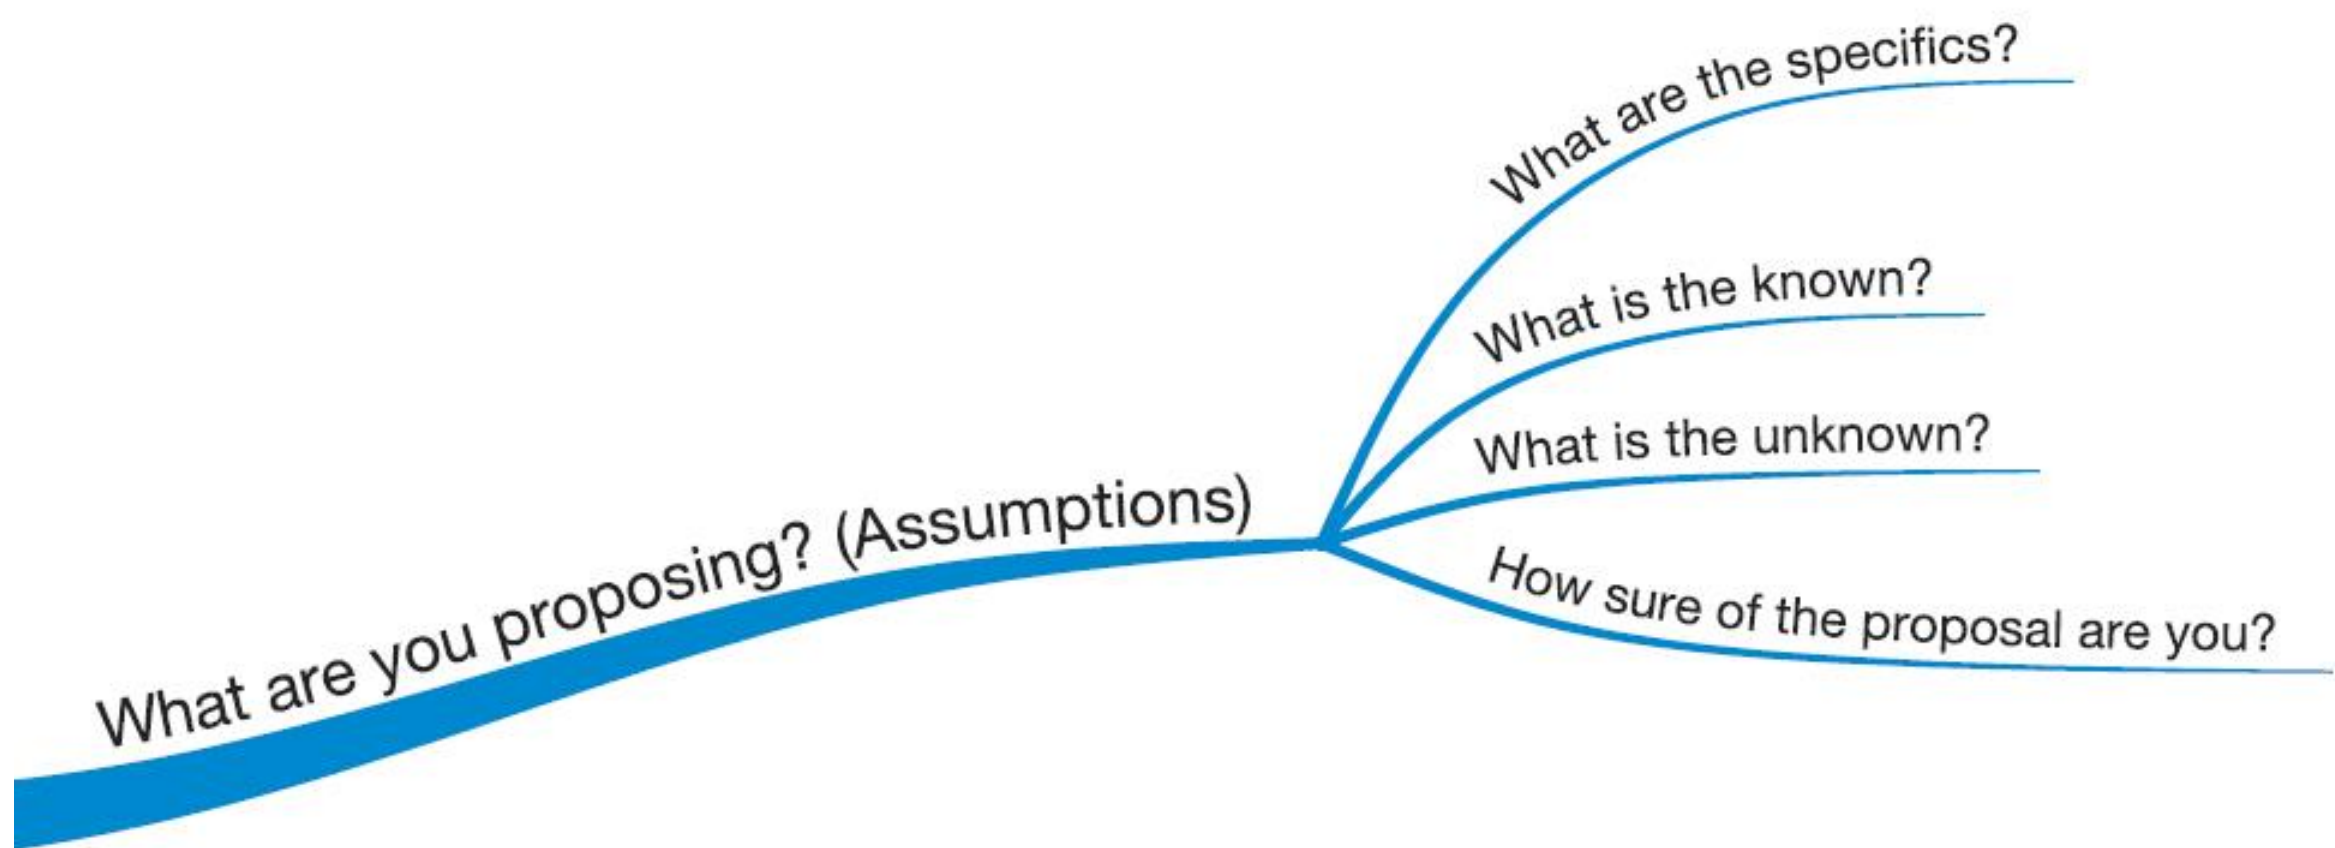 What are you proposing? (Assumptions)
What are the specifics?
What is the known?
What is the unknown?
How sure of the proposal are you?